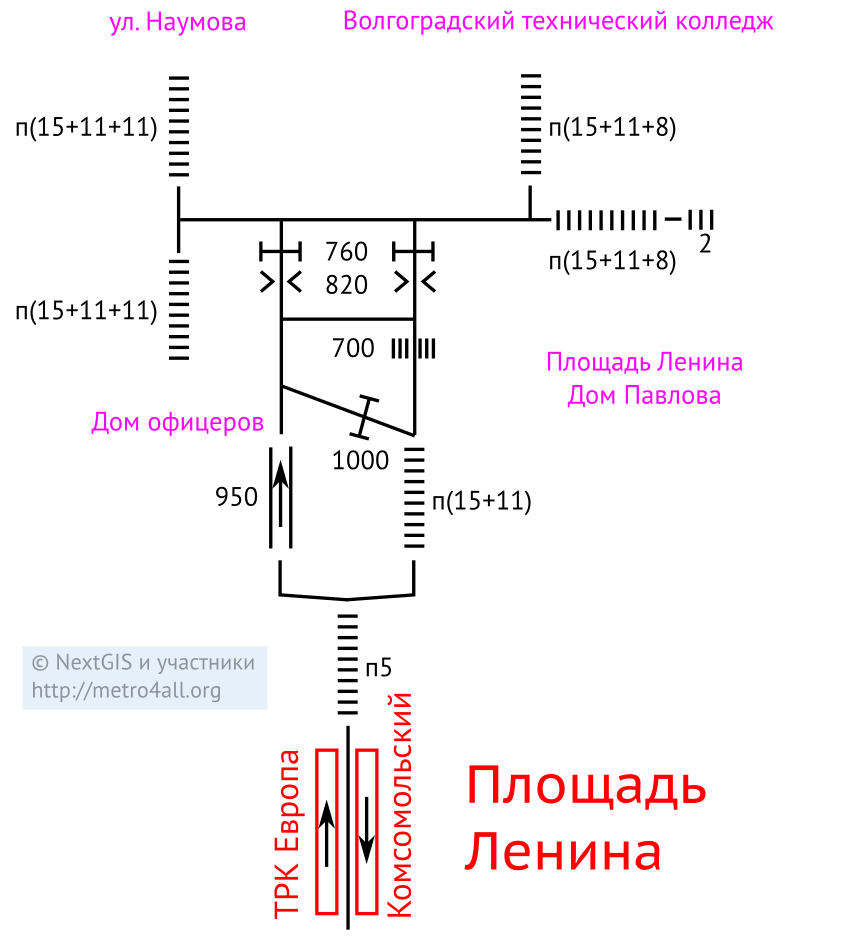 ул. Наумова
Волгоградский технический колледж
п(15+11+11)
п(15+11+8)
2
п(15+11+8)
760
820
п(15+11+11)
700
Площадь Ленина
Дом Павлова
Дом офицеров
1000
950
п(15+11)
© NextGIS и участники
http://metro4all.org
п5
ТРК Европа
Комсомольский
Площадь
Ленина